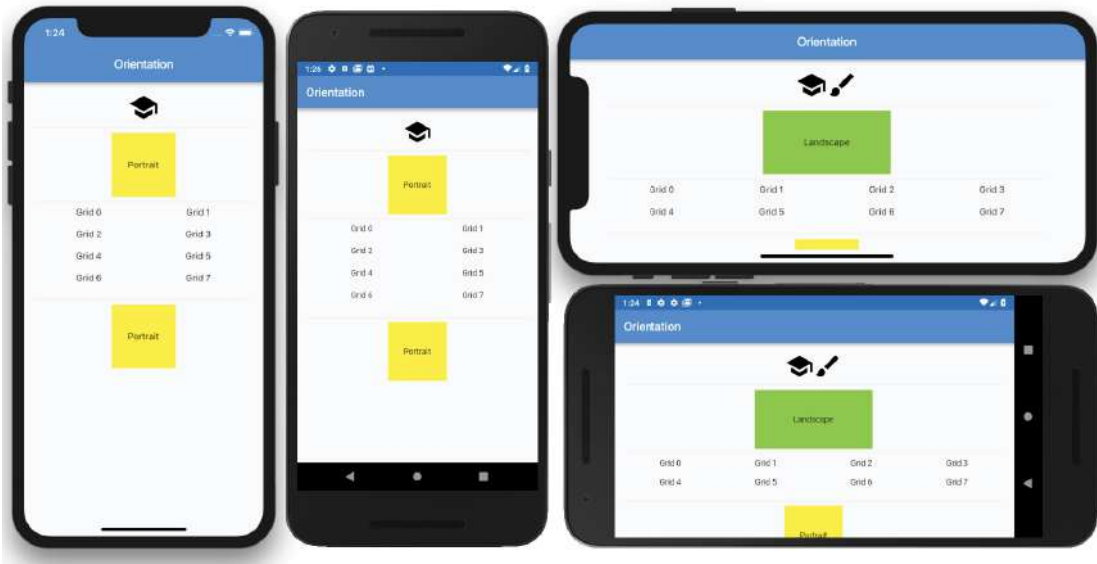 1:24
Orientation
Portrait
Grid 0 Grid 1
Grid 2 Grid 3
Grid 4 Grid 5
Grid 6 Grid 7
Portrait
1:26
Orientation
Portrait
Grid 0 Grid 1
Grid 2 Grid 3
Grid 4 Grid 5
Grid 6 Grid 7
Portrait
Orientation
Landscape
Grid 0 Grid 1 Grid 2 Grid 3
Grid 4 Grid 5 Grid 6 Grid 7
1:24
Orientation
Landscape
Grid 0 Grid 1 Grid 2 Grid 3
Grid 4 Grid 5 Grid 6 Grid 7
Portrait